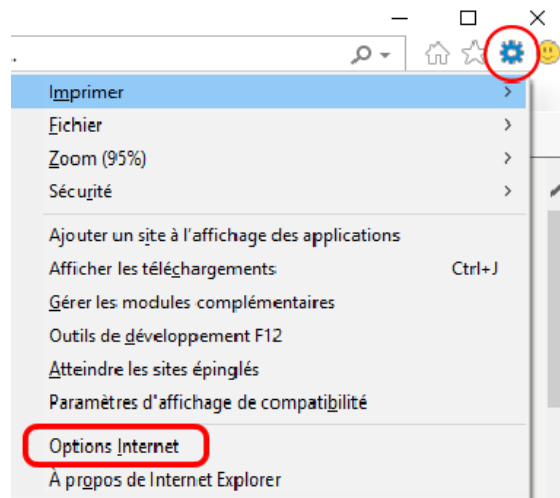 Imprimer
Fichier
Zoom (95%)
Sécurité
Ajouter un site à l'affichage des applications
Afficher les téléchargements Ctrl+J
Gérer les modules complémentaires
Outils de développement F12
Atteindre les sites épinglés
Paramètres d'affichage de compatibilité
Options Internet
À propos de Internet Explorer